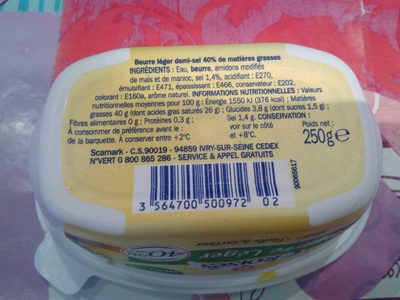 Beurre léger demi-sel 40% de matières grasses
INGRÉDIENTS : Eau, beurre, amidons modifiés
de maïs et de manioc, sel 1,4%, acidifiant : E270,
émulsifiant : E471, épaississant : E466, conservateur : E202,
colorant : E160a, arôme naturel. INFORMATIONS NUTRITIONNELLES : Valeurs
nutritionnelles moyennes pour 100 g : Energie 1550 kJ (376 kcal) ; Matières
grasses 40 g (dont acides gras saturés 26 g) ; Glucides 3,8 g (dont sucres 1,5 g) ;
Fibres alimentaires 0 g ; Protéines 0,3 g ; Sel 1,4 g. CONSERVATION :
À consommer de préférence avant le : voir sur le côté
de la barquette. À conserver entre +2°C et +8°C.
Poids net :
250g e
Scamark - C.S.90019 - 94859 IVRY-SUR-SEINE CEDEX
N°VERT 0 800 865 286 - SERVICE & APPEL GRATUITS
3 564700 500972 02
Léger
40%